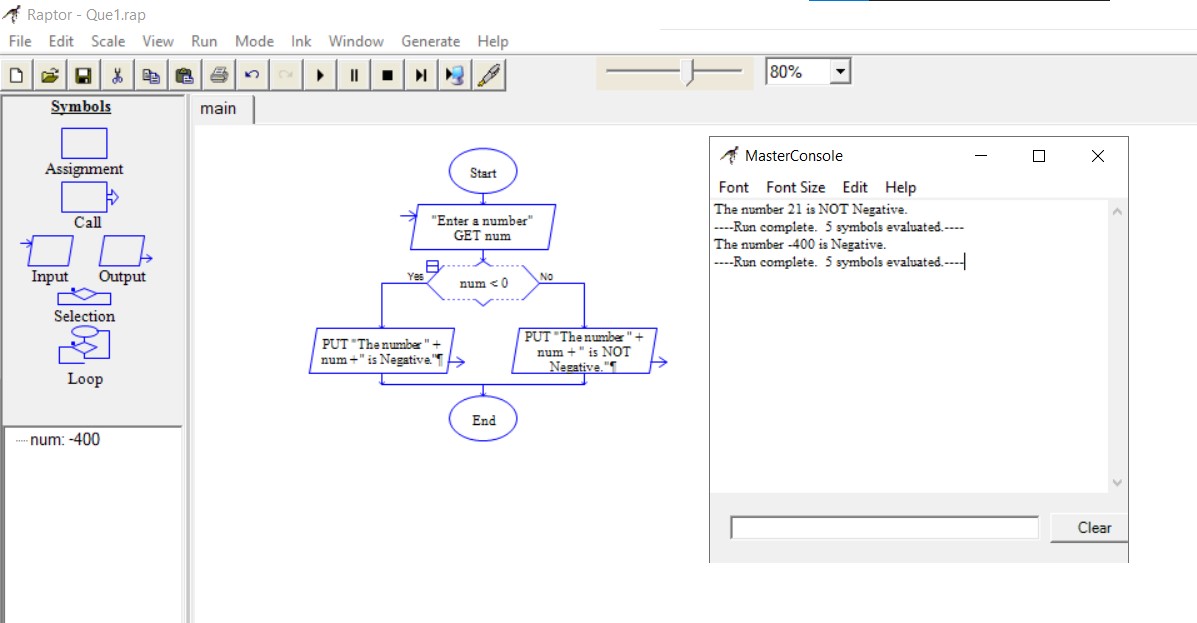 Raptor - Que1.rap
File Edit Scale View Run Mode Ink Window Generate Help
80%
Symbols
Assignment
Call
Input Output
Selection
Loop
num: -400
main
Start
"Enter a number"
GET num
Yes
num < 0
No
PUT "The number " +
num +" is Negative."¶
PUT "The number " +
num + " is NOT
Negative."¶
End
MasterConsole
Font Font Size Edit Help
The number 21 is NOT Negative.
----Run complete. 5 symbols evaluated.----
The number -400 is Negative.
----Run complete. 5 symbols evaluated.----
Clear